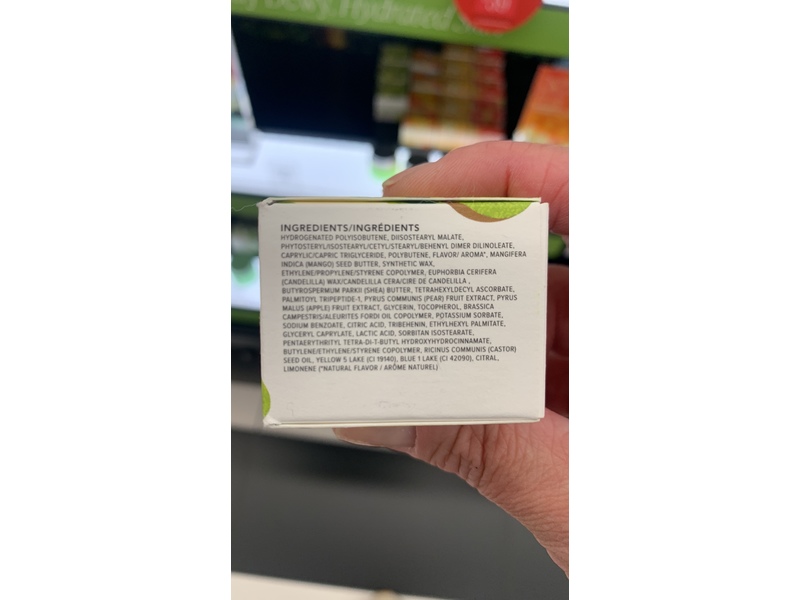 Dewy, Hydrated
INGREDIENTS/INGRÉDIENTS
HYDROGENATED POLYISOBUTENE, DIISOSTEARYL MALATE,
PHYTOSTERYL/ISOSTEARYL/CETYL/STEARYL/BEHENYL DIMER DILINOLEATE,
CAPRYLIC/CAPRIC TRIGLYCERIDE, POLYBUTENE, FLAVOR/ AROMA*, MANGIFERA
INDICA (MANGO) SEED BUTTER, SYNTHETIC WAX,
ETHYLENE/PROPYLENE/STYRENE COPOLYMER, EUPHORBIA CERIFERA
(CANDELILLA) WAX/CANDELILLA CERA/CIRE DE CANDELILLA ,
BUTYROSPERMUM PARKII (SHEA) BUTTER, TETRAHEXYLDECYL ASCORBATE,
PALMITOYL TRIPEPTIDE-1, PYRUS COMMUNIS (PEAR) FRUIT EXTRACT, PYRUS
MALUS (APPLE) FRUIT EXTRACT, GLYCERIN, TOCOPHEROL, BRASSICA
CAMPESTRIS/ALEURITES FORDI OIL COPOLYMER, POTASSIUM SORBATE,
SODIUM BENZOATE, CITRIC ACID, TRIBEHENIN, ETHYLHEXYL PALMITATE,
GLYCERYL CAPRYLATE, LACTIC ACID, SORBITAN ISOSTEARATE,
PENTAERYTHRITYL TETRA-DI-T-BUTYL HYDROXYHYDROCINNAMATE,
BUTYLENE/ETHYLENE/STYRENE COPOLYMER, RICINUS COMMUNIS (CASTOR)
SEED OIL, YELLOW 5 LAKE (CI 19140), BLUE 1 LAKE (CI 42090), CITRAL,
LIMONENE (*NATURAL FLAVOR / ARÔME NATUREL)